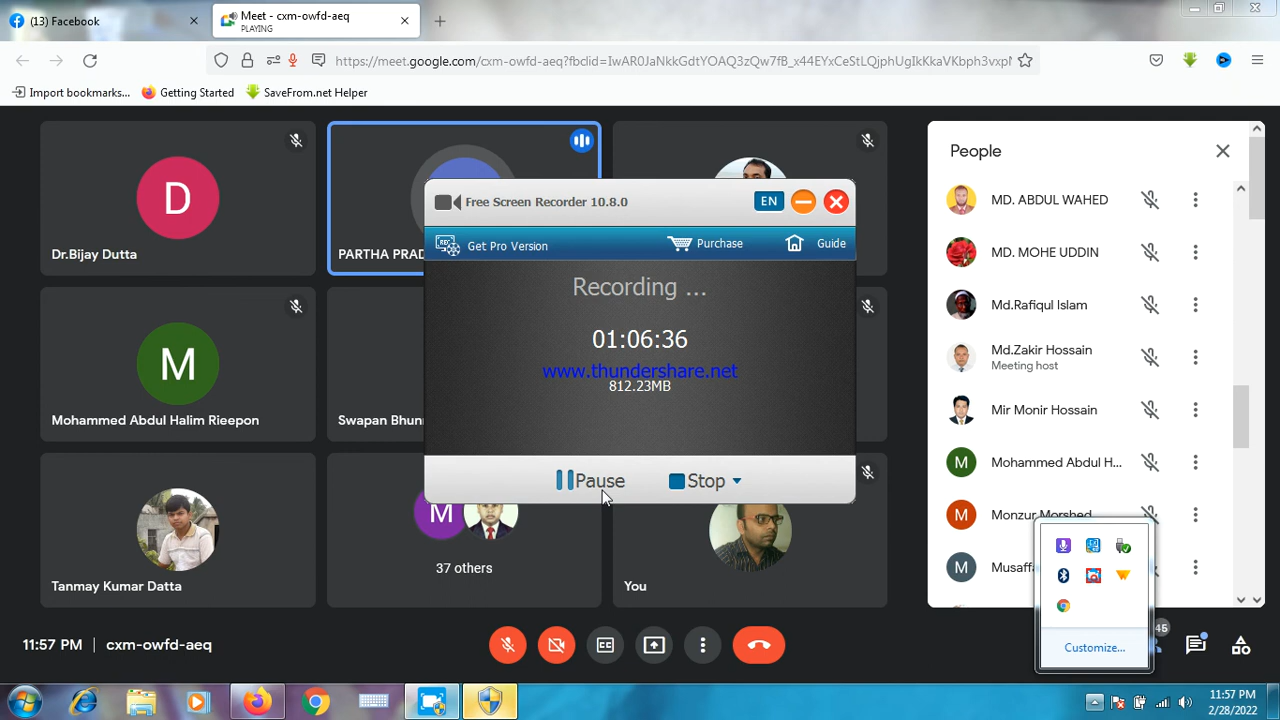 (13) Facebook
Meet - cxm-owfd-aeq
PLAYING
https://meet.google.com/cxm-owfd-aeq?fbclid=IwAR0JaNkkGdtYOAQ3zQw7fB_x44EYxCeStLQjphUgIkKkaVKbph3vxpM
Import bookmarks...
Getting Started
SaveFrom.net Helper
D
Dr.Bijay Dutta
PARTHA PRAD
M
Mohammed Abdul Halim Rieepon
Swapan Bhun
Tanmay Kumar Datta
M
37 others
You
Free Screen Recorder 10.8.0
EN
Get Pro Version
Purchase
Guide
Recording ...
01:06:36
www.thundershare.net
812.23MB
Pause
Stop
People
MD. ABDUL WAHED
MD. MOHE UDDIN
Md.Rafiqul Islam
Md.Zakir Hossain
Meeting host
Mir Monir Hossain
M
Mohammed Abdul H...
M
Monzur Morshed
M
Musaffa
Customize...
45
11:57 PM | cxm-owfd-aeq
11:57 PM
2/28/2022